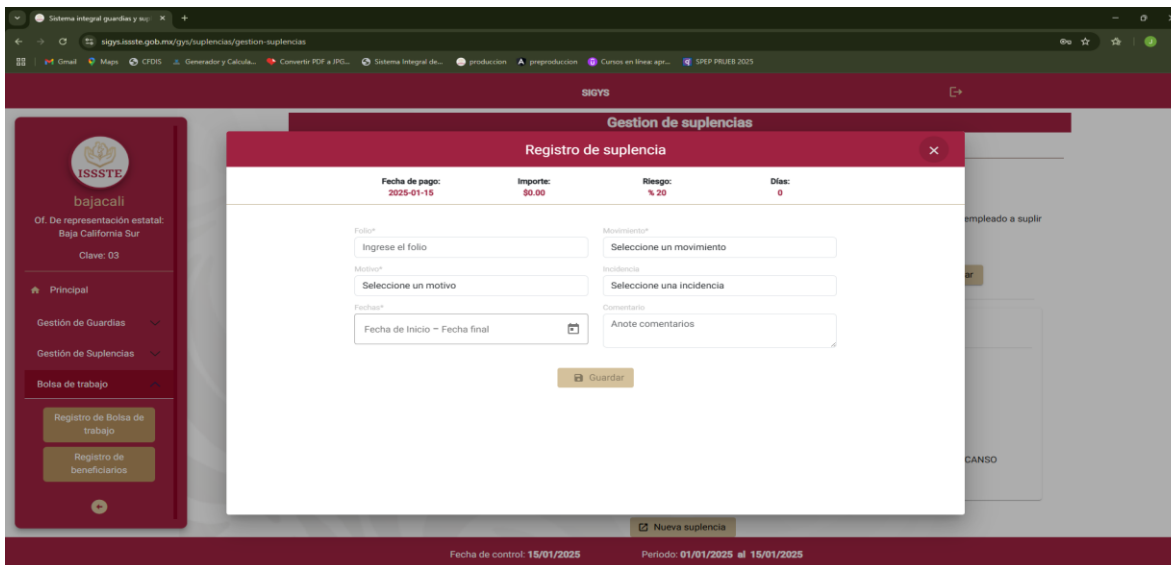 Sistema integral guardias y sup
sigys.issste.gob.mx/gys/suplencias/gestion-suplencias
Gmail
Maps
CFDIS
Generador y Calcula...
Convertir PDF a JPG...
Sistema Integral de...
produccion
preproduccion
Cursos en línea: apr...
SPEP PRUEB 2025
SIGYS
Gestion de suplencias
ISSSTE
bajacali
Of. De representación estatal:
Baja California Sur
Clave: 03
Principal
Gestión de Guardias
Gestión de Suplencias
Bolsa de trabajo
Registro de Bolsa de
trabajo
Registro de
beneficiarios
Registro de suplencia
Fecha de pago:
2025-01-15
Importe:
$0.00
Riesgo:
% 20
Días:
0
Folio*
Ingrese el folio
Movimiento*
Seleccione un movimiento
Motivo*
Seleccione un motivo
Incidencia
Seleccione una incidencia
Fechas*
Fecha de Inicio – Fecha final
Comentario
Anote comentarios
Guardar
empleado a suplir
ar
CANSO
Nueva suplencia
Fecha de control: 15/01/2025
Periodo: 01/01/2025 al 15/01/2025